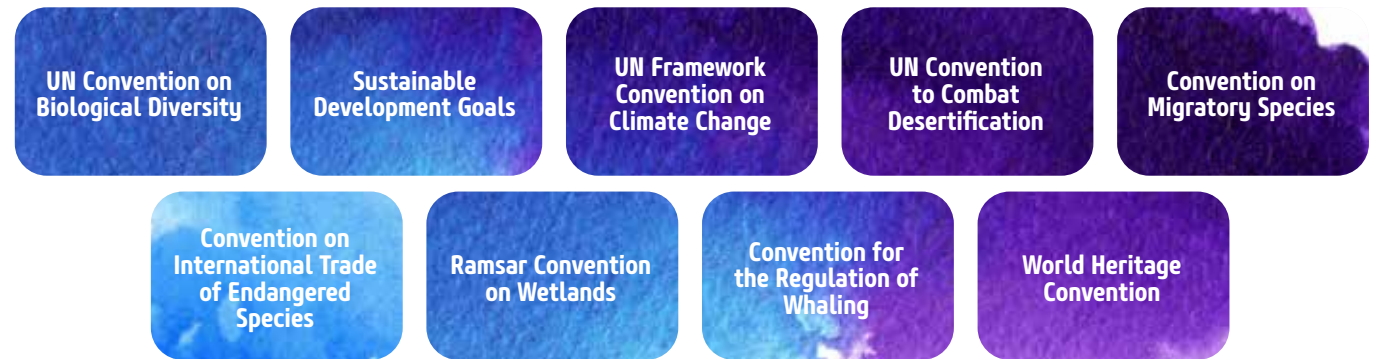 UN Convention on
Biological Diversity
Sustainable
Development Goals
UN Framework
Convention on
Climate Change
UN Convention
to Combat
Desertification
Convention on
Migratory Species
Convention on
International Trade
of Endangered
Species
Ramsar Convention
on Wetlands
Convention for
the Regulation of
Whaling
World Heritage
Convention